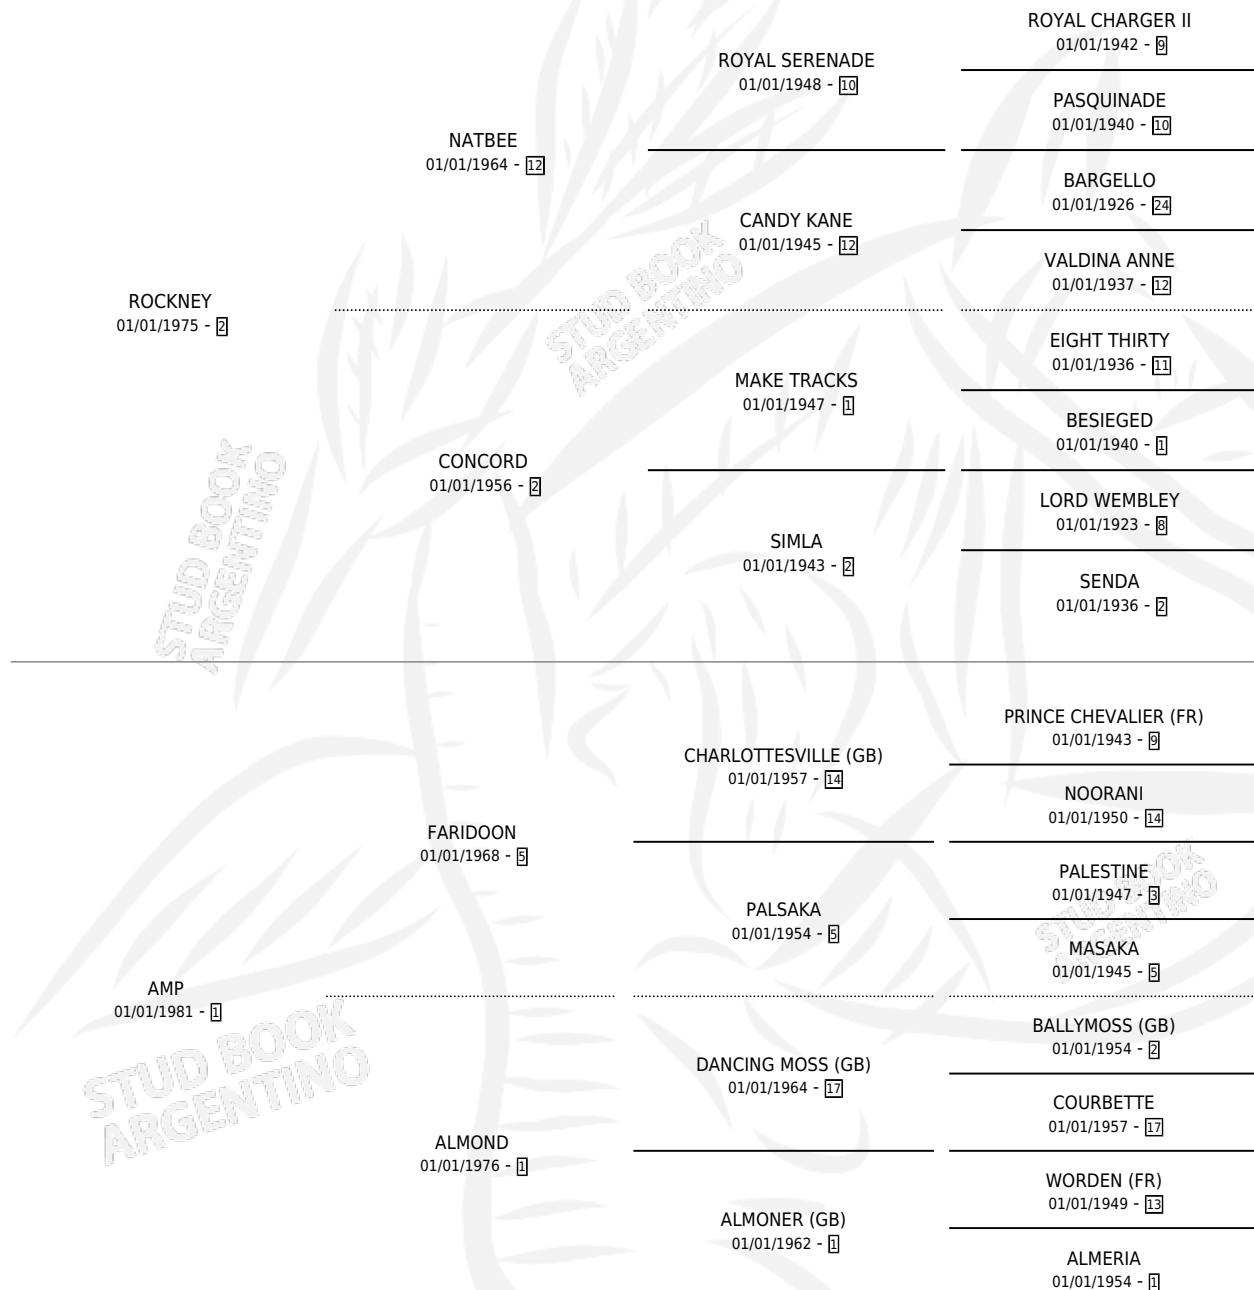 ROYAL CHARGER II
01/01/1942 - 9
ROYAL SERENADE
01/01/1948 - 10
PASQUINADE
01/01/1940 - 10
NATBEE
01/01/1964 - 12
BARGELLO
01/01/1926 - 24
CANDY KANE
01/01/1945 - 12
VALDINA ANNE
01/01/1937 - 12
ROCKNEY
01/01/1975 - 2
EIGHT THIRTY
01/01/1936 - 11
MAKE TRACKS
01/01/1947 - 1
BESIEGED
01/01/1940 - 1
CONCORD
01/01/1956 - 2
LORD WEMBLEY
01/01/1923 - 8
SIMLA
01/01/1943 - 2
SENDA
01/01/1936 - 2
STUD BOOK
ARGENTINO
STUD BOOK
ARGENTINO
PRINCE CHEVALIER (FR)
01/01/1943 - 9
CHARLOTTESVILLE (GB)
01/01/1957 - 14
NOORANI
01/01/1950 - 14
FARIDOON
01/01/1968 - 5
PALESTINE
01/01/1947 - 3
PALSAKA
01/01/1954 - 5
MASAKA
01/01/1945 - 5
AMP
01/01/1981 - 1
BALLYMOSS (GB)
01/01/1954 - 2
DANCING MOSS (GB)
01/01/1964 - 17
COURBETTE
01/01/1957 - 17
ALMOND
01/01/1976 - 1
WORDEN (FR)
01/01/1949 - 13
ALMONER (GB)
01/01/1962 - 1
ALMERIA
01/01/1954 - 1
STUD BOOK
ARGENTINO
STUD BOOK
ARGENTINO